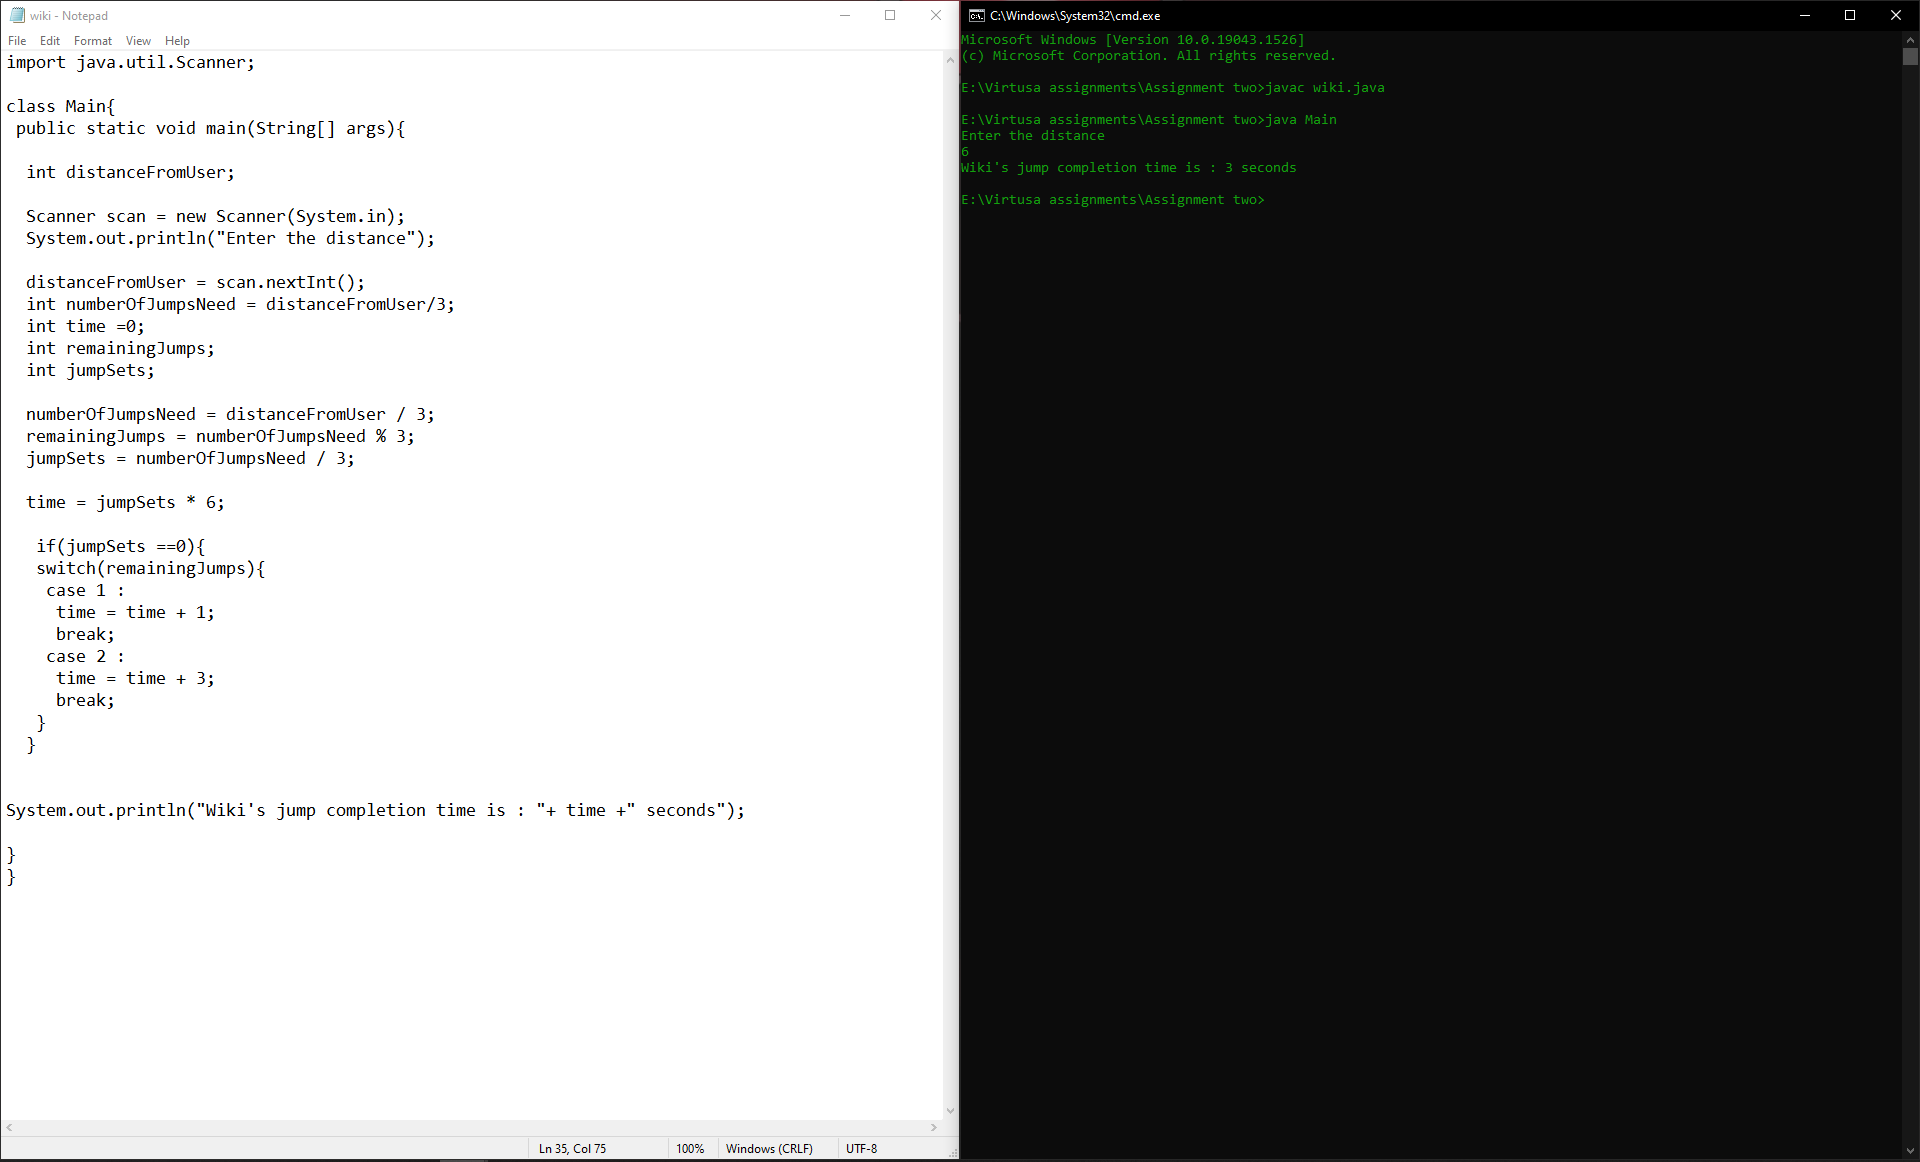 wiki - Notepad
File Edit Format View Help
import java.util.Scanner;
class Main{
public static void main(String[] args){
int distanceFromUser;
Scanner scan = new Scanner(System.in);
System.out.println("Enter the distance");
distanceFromUser = scan.nextInt();
int numberOfJumpsNeed = distanceFromUser/3;
int time =0;
int remainingJumps;
int jumpSets;
numberOfJumpsNeed = distanceFromUser / 3;
remainingJumps = numberOfJumpsNeed % 3;
jumpSets = numberOfJumpsNeed / 3;
time = jumpSets * 6;
if(jumpSets ==0){
switch(remainingJumps){
case 1 :
time = time + 1;
break;
case 2 :
time = time + 3;
break;
}
}
System.out.println("Wiki's jump completion time is : "+ time +" seconds");
}
}
Ln 35, Col 75 100% Windows (CRLF) UTF-8
C:\Windows\System32\cmd.exe
Microsoft Windows [Version 10.0.19043.1526]
(c) Microsoft Corporation. All rights reserved.
E:\Virtusa assignments\Assignment two>javac wiki.java
E:\Virtusa assignments\Assignment two>java Main
Enter the distance
6
Wiki's jump completion time is : 3 seconds
E:\Virtusa assignments\Assignment two>